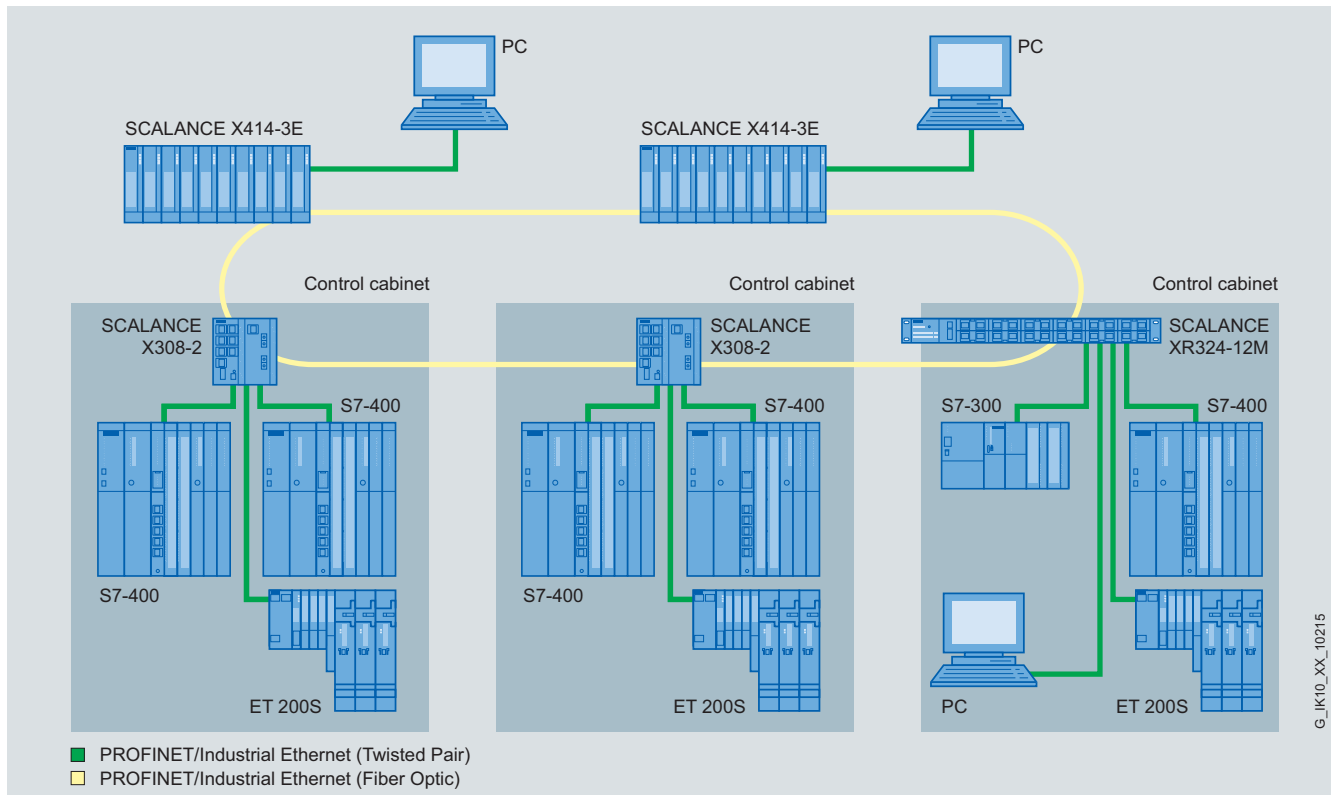 PC
PC
SCALANCE X414-3E
SCALANCE X414-3E
Control cabinet
Control cabinet
Control cabinet
SCALANCE
X308-2
SCALANCE
X308-2
SCALANCE
XR324-12M
S7-400
S7-400
S7-300
S7-400
S7-400
S7-400
ET 200S
ET 200S
PC
ET 200S
G_IK10_XX_10215
PROFINET/Industrial Ethernet (Twisted Pair)
PROFINET/Industrial Ethernet (Fiber Optic)